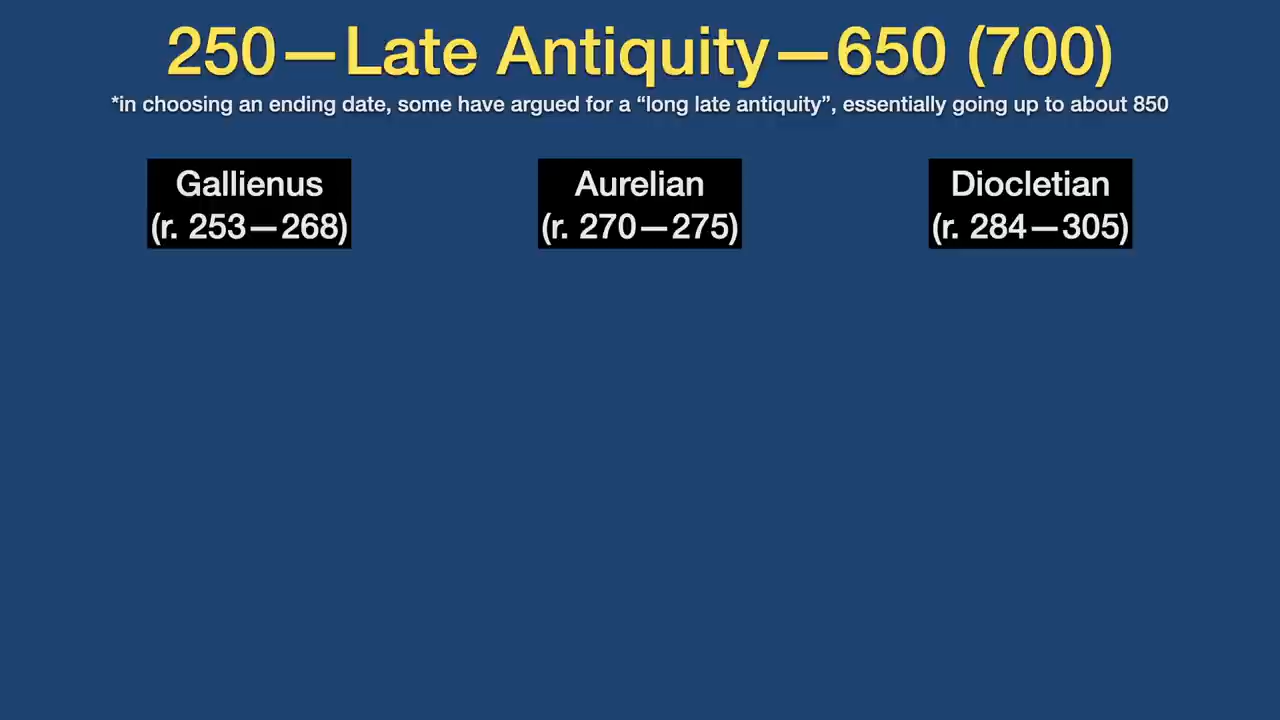 250—Late Antiquity—650 (700)
*in choosing an ending date, some have argued for a “long late antiquity”, essentially going up to about 850
Gallienus
(r. 253—268)
Aurelian
(r. 270—275)
Diocletian
(r. 284—305)